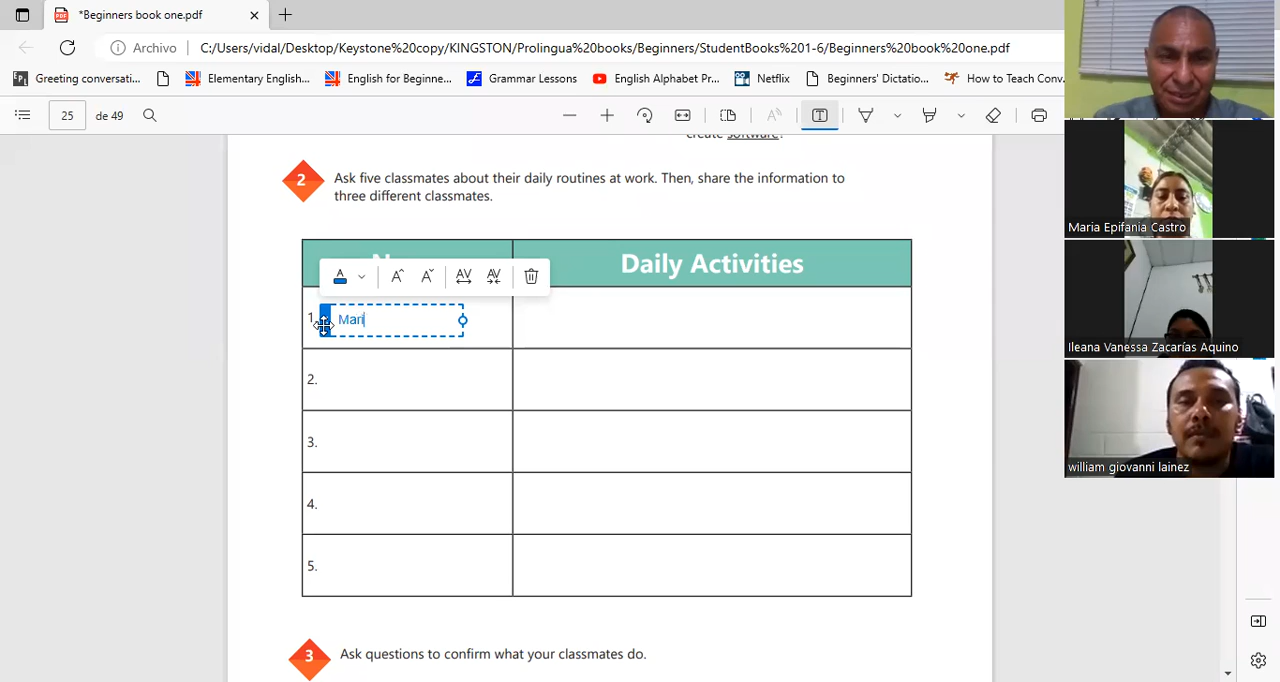 *Beginners book one.pdf
Archivo
C:/Users/vidal/Desktop/Keystone%20copy/KINGSTON/Prolingua%20books/Beginners/StudentBooks%201-6/Beginners%20book%20one.pdf
Greeting conversati...
Elementary English...
English for Beginne...
Grammar Lessons
English Alphabet Pr...
Netflix
Beginners' Dictatio...
How to Teach Conv
25 de 49
create software?
2 Ask five classmates about their daily routines at work. Then, share the information to
three different classmates.
Daily Activities
1. Mari
2.
3.
4.
5.
3 Ask questions to confirm what your classmates do.
Maria Epifania Castro
Ileana Vanessa Zacarías Aquino
william giovanni lainez